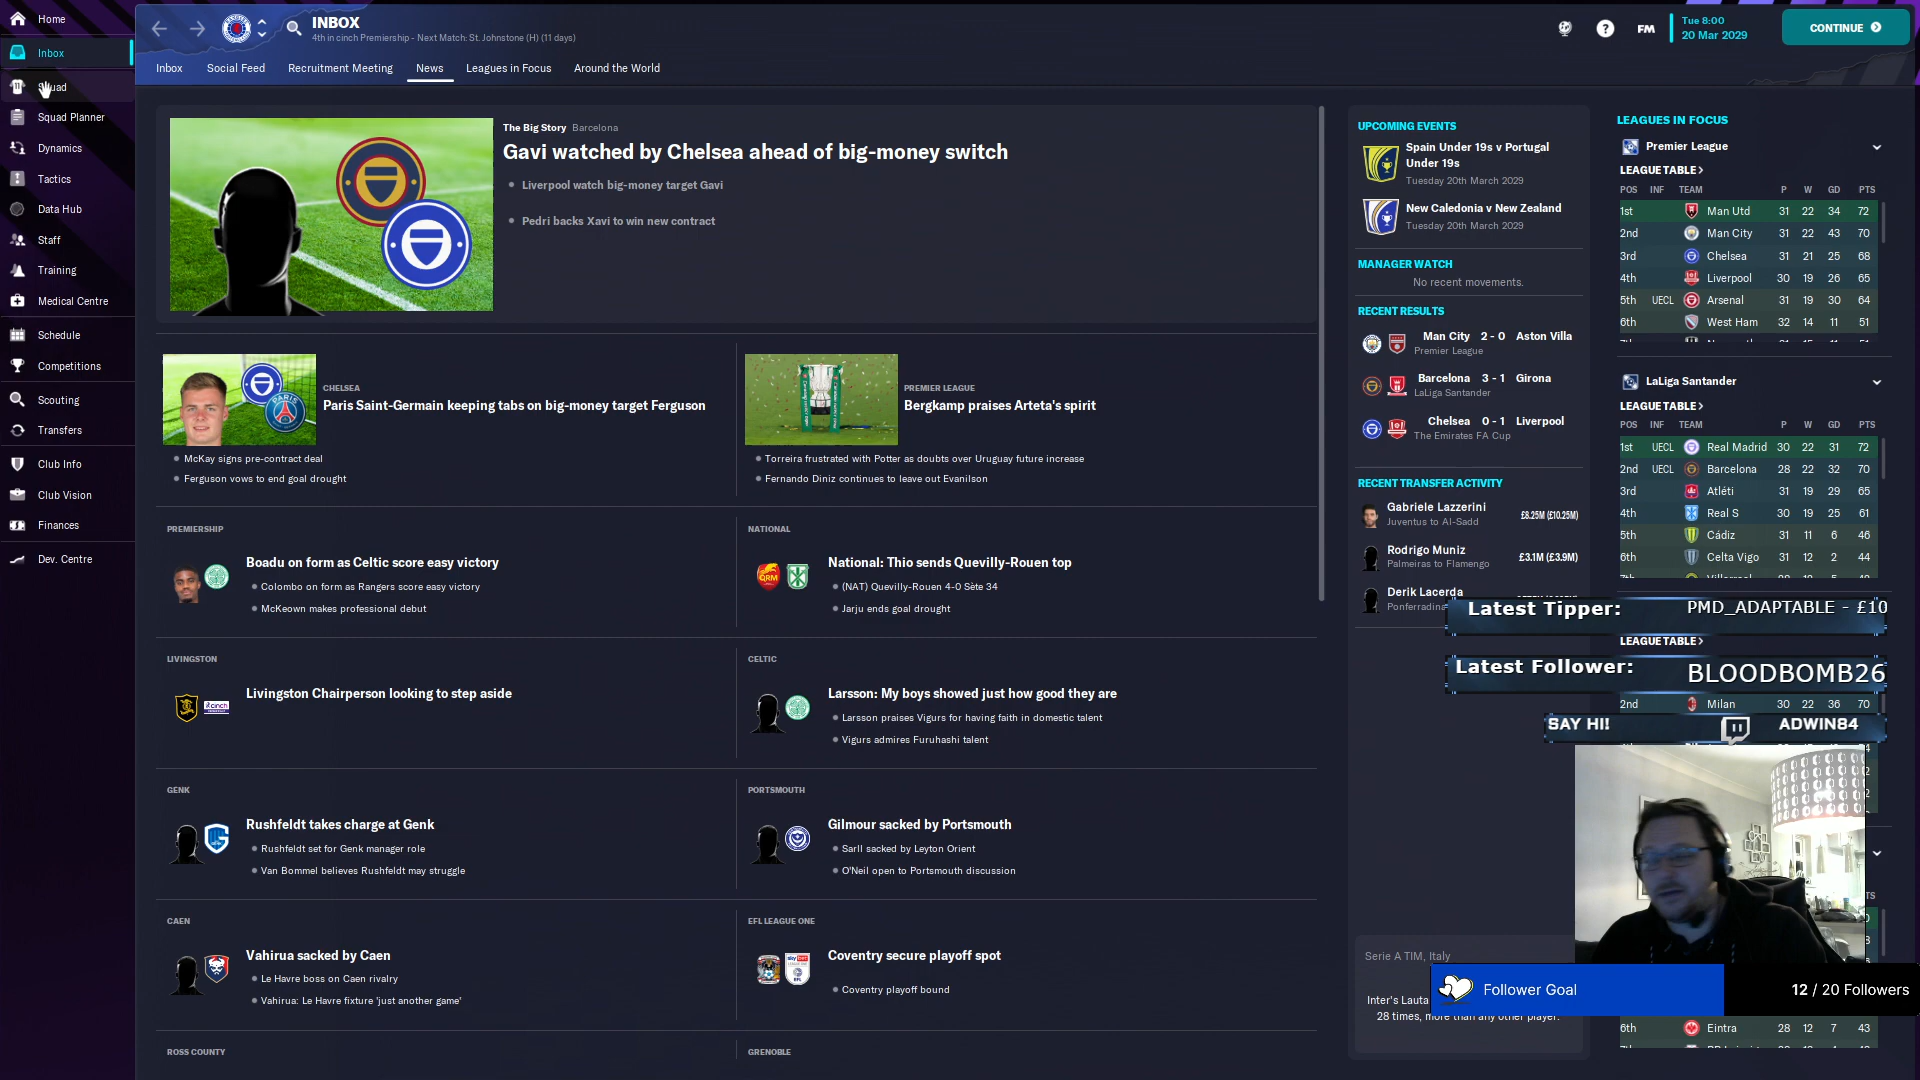 Home
Inbox
Squad
Squad Planner
Dynamics
Tactics
Data Hub
Staff
Training
Medical Centre
Schedule
Competitions
Scouting
Transfers
Club Info
Club Vision
Finances
Dev. Centre
INBOX
4th in cinch Premiership - Next Match: St. Johnstone (H) (11 days)
FM
Tue 8:00
20 Mar 2029
CONTINUE
Inbox Social Feed Recruitment Meeting News Leagues in Focus Around the World
The Big Story Barcelona
Gavi watched by Chelsea ahead of big-money switch
Liverpool watch big-money target Gavi
Pedri backs Xavi to win new contract
CHELSEA
Paris Saint-Germain keeping tabs on big-money target Ferguson
McKay signs pre-contract deal
Ferguson vows to end goal drought
PREMIER LEAGUE
Bergkamp praises Arteta's spirit
Torreira frustrated with Potter as doubts over Uruguay future increase
Fernando Diniz continues to leave out Evanilson
PREMIERSHIP
Boadu on form as Celtic score easy victory
Colombo on form as Rangers score easy victory
McKeown makes professional debut
NATIONAL
National: Thio sends Quevilly-Rouen top
(NAT) Quevilly-Rouen 4-0 Sète 34
Jarju ends goal drought
LIVINGSTON
Livingston Chairperson looking to step aside
CELTIC
Larsson: My boys showed just how good they are
Larsson praises Vigurs for having faith in domestic talent
Vigurs admires Furuhashi talent
GENK
Rushfeldt takes charge at Genk
Rushfeldt set for Genk manager role
Van Bommel believes Rushfeldt may struggle
PORTSMOUTH
Gilmour sacked by Portsmouth
Sarll sacked by Leyton Orient
O'Neil open to Portsmouth discussion
CAEN
Vahirua sacked by Caen
Le Havre boss on Caen rivalry
Vahirua: Le Havre fixture 'just another game'
EFL LEAGUE ONE
Coventry secure playoff spot
Coventry playoff bound
ROSS COUNTY
GRENOBLE
UPCOMING EVENTS
Spain Under 19s v Portugal
Under 19s
Tuesday 20th March 2029
New Caledonia v New Zealand
Tuesday 20th March 2029
MANAGER WATCH
No recent movements.
RECENT RESULTS
Man City 2 - 0 Aston Villa
Premier League
Barcelona 3 - 1 Girona
LaLiga Santander
Chelsea 0 - 1 Liverpool
The Emirates FA Cup
RECENT TRANSFER ACTIVITY
Gabriele Lazzerini £8.25M (£10.25M)
Juventus to Al-Sadd
Rodrigo Muniz £3.1M (£3.9M)
Palmeiras to Flamengo
Derik Lacerda
Ponferradina
Serie A TIM, Italy
Inter's Lauta
28 times, more than any other player.
LEAGUES IN FOCUS
Premier League
LEAGUE TABLE >
POS INF TEAM P W GD PTS
1st Man Utd 31 22 34 72
2nd Man City 31 22 43 70
3rd Chelsea 31 21 25 68
4th Liverpool 30 19 26 65
5th UECL Arsenal 31 19 30 64
6th West Ham 32 14 11 51
LaLiga Santander
LEAGUE TABLE >
POS INF TEAM P W GD PTS
1st UECL Real Madrid 30 22 31 72
2nd UECL Barcelona 28 22 32 70
3rd Atléti 31 19 29 65
4th Real S 30 19 25 61
5th Cádiz 31 11 6 46
6th Celta Vigo 31 12 2 44
Latest Tipper: PMD_ADAPTABLE - £10
LEAGUE TABLE >
Latest Follower: BLOODBOMB26
2nd Milan 30 22 36 70
SAY HI! ADWIN84
Follower Goal 12 / 20 Followers
6th Eintra 28 12 7 43